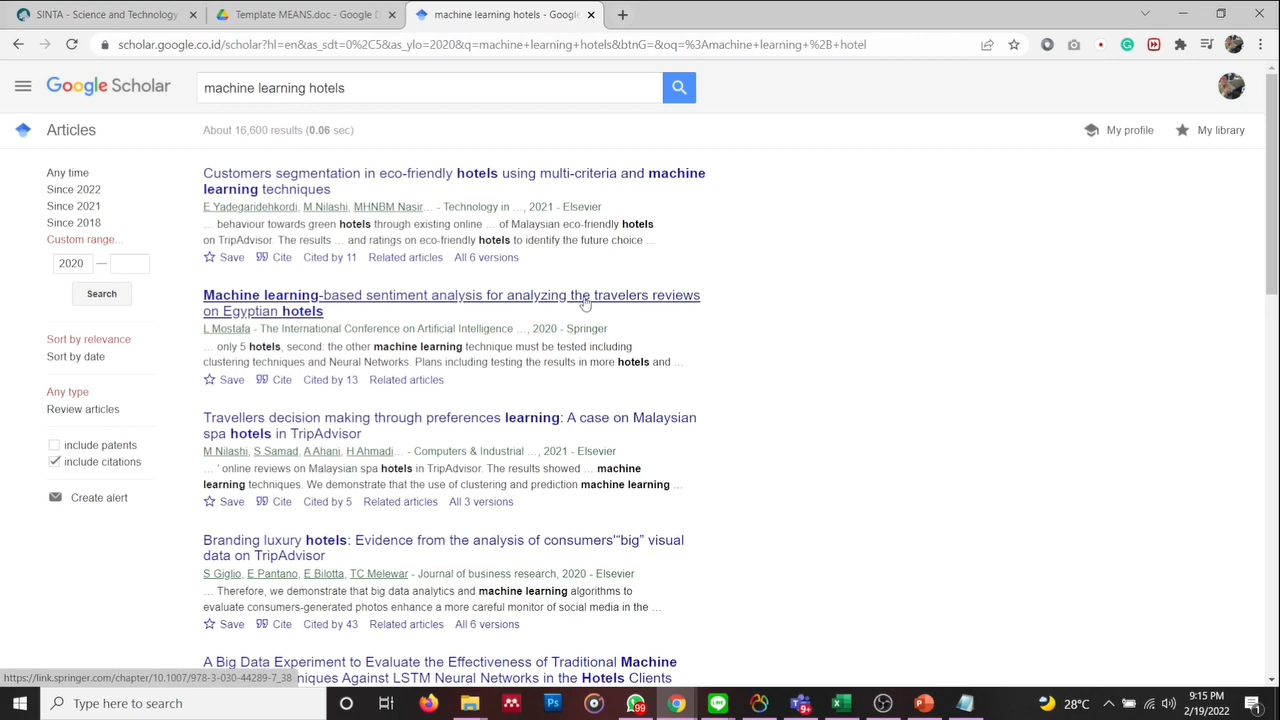 SINTA - Science and Technology
Template MEANS.doc - Google D
machine learning hotels - Google
scholar.google.co.id/scholar?hl=en&as_sdt=0%2C5&as_ylo=2020&q=machine+learning+hotels&btnG=&oq=%3Amachine+learning+%2B+hotel
Google Scholar
machine learning hotels
Articles
About 16,600 results (0.06 sec)
My profile
My library
Any time
Since 2022
Since 2021
Since 2018
Custom range...
2020 —
Search
Sort by relevance
Sort by date
Any type
Review articles
include patents
include citations
Create alert
Customers segmentation in eco-friendly hotels using multi-criteria and machine
learning techniques
E Yadegaridehkordi, M Nilashi, MHNBM Nasir... - Technology in ..., 2021 - Elsevier
... behaviour towards green hotels through existing online ... of Malaysian eco-friendly hotels
on TripAdvisor. The results ... and ratings on eco-friendly hotels to identify the future choice ...
Save Cite Cited by 11 Related articles All 6 versions
Machine learning-based sentiment analysis for analyzing the travelers reviews
on Egyptian hotels
L Mostafa - The International Conference on Artificial Intelligence ..., 2020 - Springer
... only 5 hotels, second: the other machine learning technique must be tested including
clustering techniques and Neural Networks. Plans including testing the results in more hotels and ...
Save Cite Cited by 13 Related articles
Travellers decision making through preferences learning: A case on Malaysian
spa hotels in TripAdvisor
M Nilashi, S Samad, A Ahani, H Ahmadi... - Computers & Industrial ..., 2021 - Elsevier
... ' online reviews on Malaysian spa hotels in TripAdvisor. The results showed ... machine
learning techniques. We demonstrate that the use of clustering and prediction machine learning ...
Save Cite Cited by 5 Related articles All 3 versions
Branding luxury hotels: Evidence from the analysis of consumers'“big” visual
data on TripAdvisor
S Giglio, E Pantano, E Bilotta, TC Melewar - Journal of business research, 2020 - Elsevier
... Therefore, we demonstrate that big data analytics and machine learning algorithms to
evaluate consumers-generated photos enhance a more careful monitor of social media in the ...
Save Cite Cited by 43 Related articles All 6 versions
A Big Data Experiment to Evaluate the Effectiveness of Traditional Machine
niques Against LSTM Neural Networks in the Hotels Clients
https://link.springer.com/chapter/10.1007/978-3-030-44289-7_38
Type here to search
99
9+
28°C
9:15 PM
2/19/2022
1